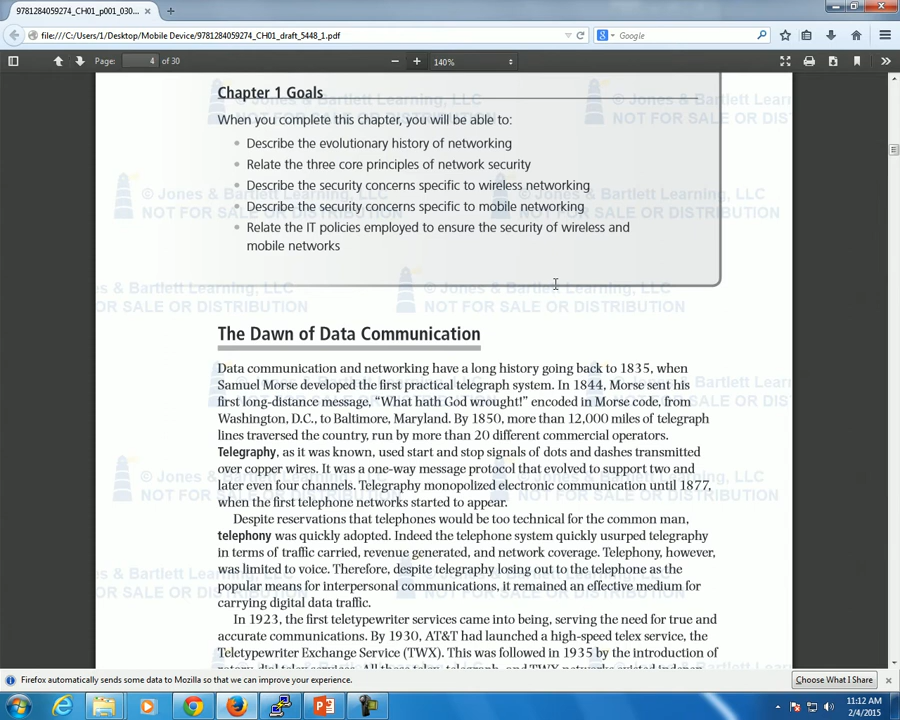 9781284059274_CH01_p001_030...
file:///C:/Users/1/Desktop/Mobile Device/9781284059274_CH01_draft_5448_1.pdf
Google
Page: 4 of 30
140%
© Jones & Bartlett Learning, LLC
NOT FOR SALE OR DISTRIBUTION
Chapter 1 Goals
When you complete this chapter, you will be able to:
• Describe the evolutionary history of networking
• Relate the three core principles of network security
• Describe the security concerns specific to wireless networking
• Describe the security concerns specific to mobile networking
• Relate the IT policies employed to ensure the security of wireless and
mobile networks
The Dawn of Data Communication
Data communication and networking have a long history going back to 1835, when
Samuel Morse developed the first practical telegraph system. In 1844, Morse sent his
first long-distance message, “What hath God wrought!” encoded in Morse code, from
Washington, D.C., to Baltimore, Maryland. By 1850, more than 12,000 miles of telegraph
lines traversed the country, run by more than 20 different commercial operators.
Telegraphy, as it was known, used start and stop signals of dots and dashes transmitted
over copper wires. It was a one-way message protocol that evolved to support two and
later even four channels. Telegraphy monopolized electronic communication until 1877,
when the first telephone networks started to appear.
Despite reservations that telephones would be too technical for the common man,
telephony was quickly adopted. Indeed the telephone system quickly usurped telegraphy
in terms of traffic carried, revenue generated, and network coverage. Telephony, however,
was limited to voice. Therefore, despite telegraphy losing out to the telephone as the
popular means for interpersonal communications, it remained an effective medium for
carrying digital data traffic.
In 1923, the first teletypewriter services came into being, serving the need for true and
accurate communications. By 1930, AT&T had launched a high-speed telex service, the
Teletypewriter Exchange Service (TWX). This was followed in 1935 by the introduction of
Firefox automatically sends some data to Mozilla so that we can improve your experience.
Choose What I Share
11:12 AM
2/4/2015